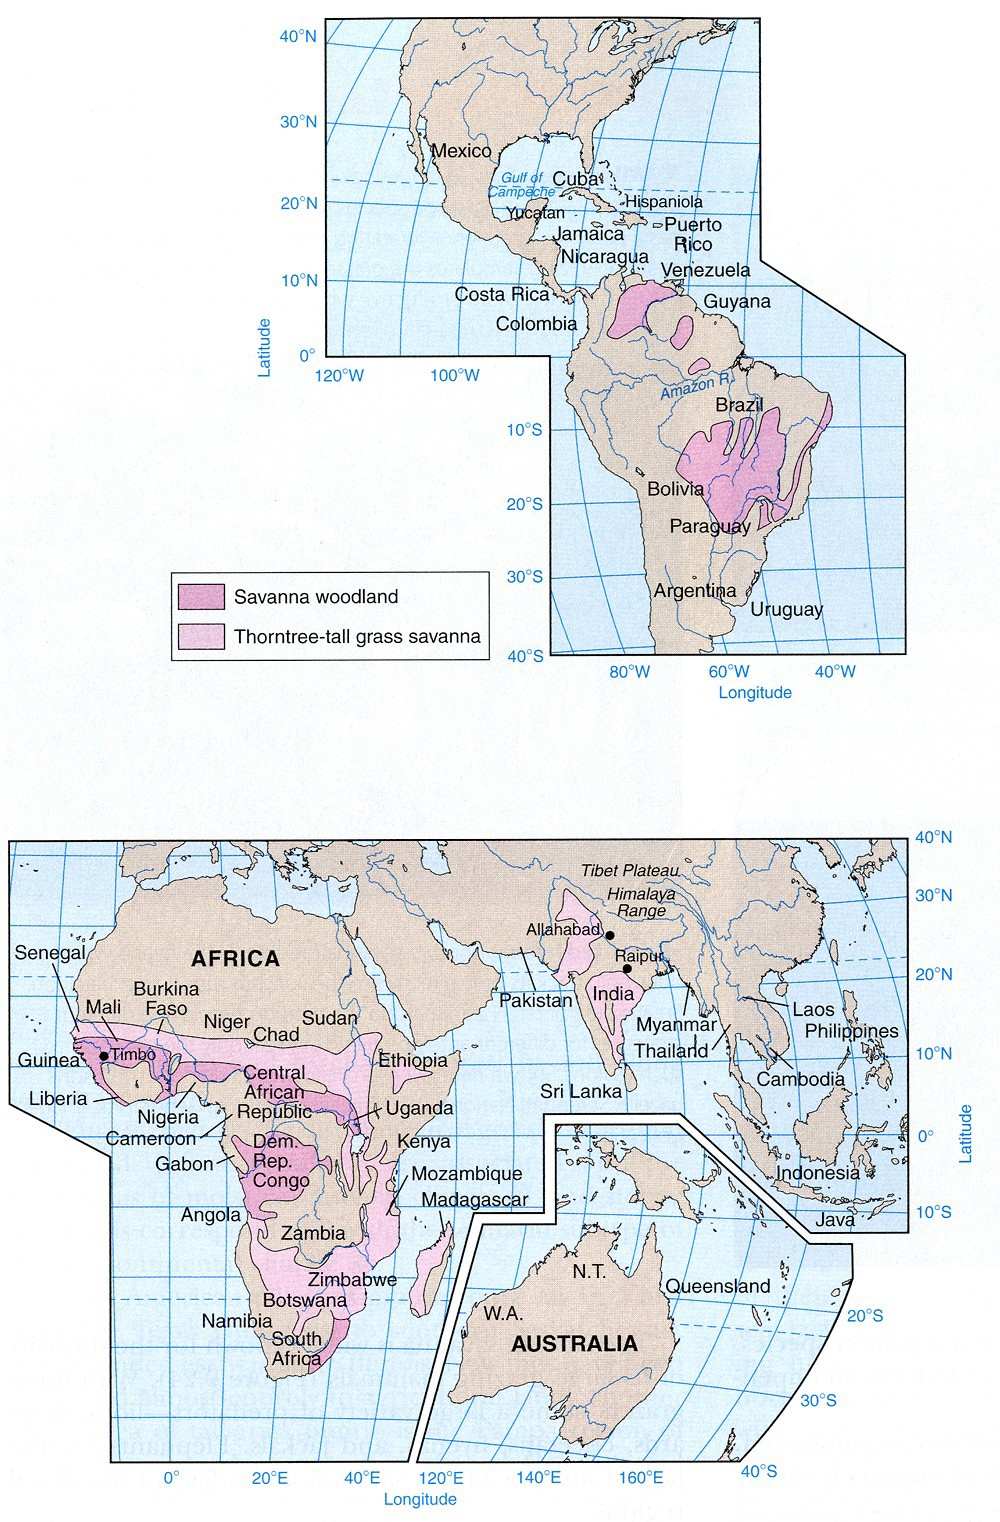 40°N
30°N
Mexico
Gulf of
Campeche
Cuba
20°N
Hispaniola
Yucatan
Puerto
Rico
Jamaica
Nicaragua
Venezuela
10°N
Costa Rica
Guyana
Colombia
Latitude
0°
120°W
100°W
Amazon R.
Brazil
10°S
Bolivia
20°S
Paraguay
30°S
Argentina
Uruguay
Savanna woodland
Thorntree-tall grass savanna
40°S
80°W
60°W
40°W
Longitude
40°N
Tibet Plateau
Himalaya
Range
30°N
Allahabad
Senegal
AFRICA
Raipur
20°N
Burkina
Faso
Mali
Pakistan
India
Niger
Chad
Sudan
Laos
Myanmar
Philippines
Guinea
Timbo
Ethiopia
Thailand
10°N
Central
African
Republic
Cambodia
Liberia
Sri Lanka
Nigeria
Uganda
Cameroon
Kenya
0°
Latitude
Dem.
Rep.
Congo
Gabon
Mozambique
Indonesia
Madagascar
Angola
Java
10°S
Zambia
N.T.
Zimbabwe
Queensland
Botswana
W.A.
Namibia
20°S
South
Africa
AUSTRALIA
30°S
0°
20°E
40°E
120°E
140°E
160°E
40°S
Longitude